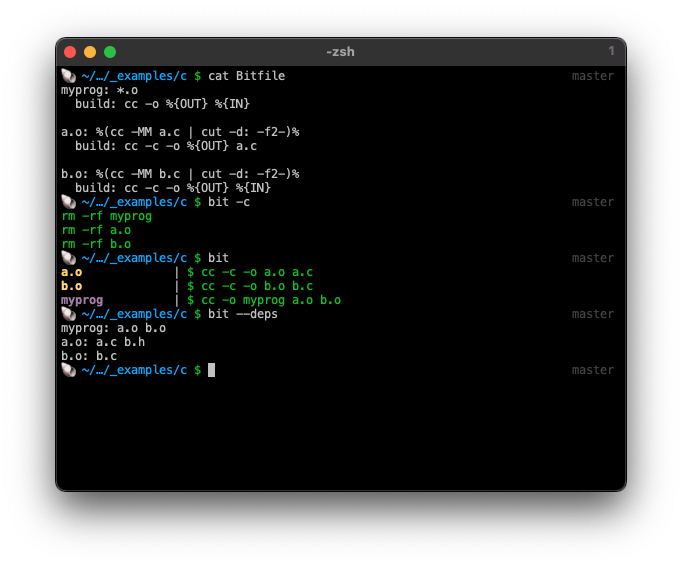 -zsh
1
~/…/_examples/c $ cat Bitfile master
myprog: *.o
  build: cc -o %{OUT} %{IN}

a.o: %(cc -MM a.c | cut -d: -f2-)%
  build: cc -c -o %{OUT} a.c

b.o: %(cc -MM b.c | cut -d: -f2-)%
  build: cc -c -o %{OUT} %{IN}
~/…/_examples/c $ bit -c master
rm -rf myprog
rm -rf a.o
rm -rf b.o
~/…/_examples/c $ bit master
a.o | $ cc -c -o a.o a.c
b.o | $ cc -c -o b.o b.c
myprog | $ cc -o myprog a.o b.o
~/…/_examples/c $ bit --deps master
myprog: a.o b.o
a.o: a.c b.h
b.o: b.c
~/…/_examples/c $ master